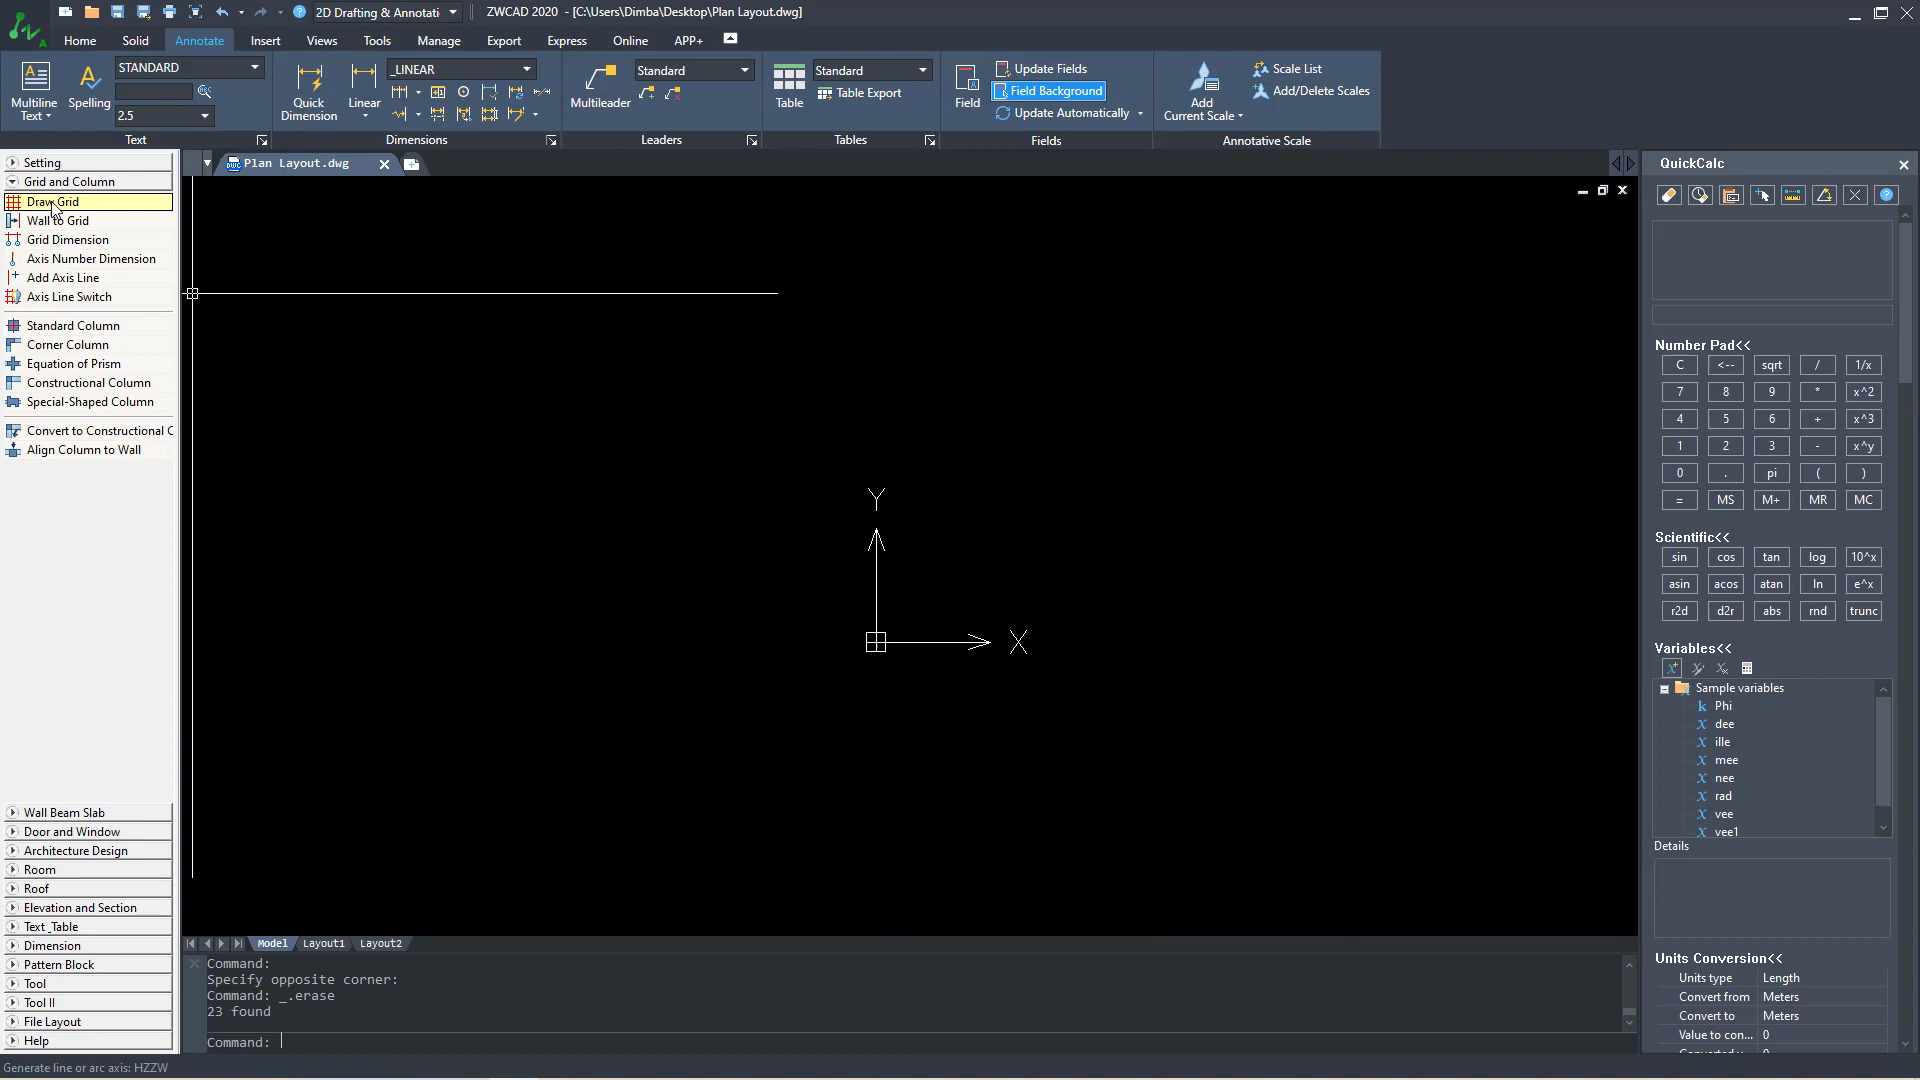 2D Drafting & Annotati
ZWCAD 2020 - [C:\Users\Dimba\Desktop\Plan Layout.dwg]
Home Solid Annotate Insert Views Tools Manage Export Express Online APP+
STANDARD
_LINEAR
Standard
Standard
Update Fields
Scale List
Field Background
Add/Delete Scales
Table Export
Update Automatically
Multiline Text
Spelling
2.5
Quick Dimension
Linear
Multileader
Table
Field
Add Current Scale
Text
Dimensions
Leaders
Tables
Fields
Annotative Scale
Plan Layout.dwg
Setting
Grid and Column
Draw Grid
Wall to Grid
Grid Dimension
Axis Number Dimension
Add Axis Line
Axis Line Switch
Standard Column
Corner Column
Equation of Prism
Constructional Column
Special-Shaped Column
Convert to Constructional C
Align Column to Wall
Wall Beam Slab
Door and Window
Architecture Design
Room
Roof
Elevation and Section
Text _Table
Dimension
Pattern Block
Tool
Tool II
File Layout
Help
Y
X
Model Layout1 Layout2
Command:
Specify opposite corner:
Command: _.erase
23 found
Command:
Generate line or arc axis: HZZW
QuickCalc
Number Pad<<
C <-- sqrt / 1/x
7 8 9 * x^2
4 5 6 + x^3
1 2 3 - x^y
0 . pi ( )
= MS M+ MR MC
Scientific<<
sin cos tan log 10^x
asin acos atan ln e^x
r2d d2r abs rnd trunc
Variables<<
Sample variables
k Phi
x dee
x ille
x mee
x nee
x rad
x vee
x vee1
Details
Units Conversion<<
Units type Length
Convert from Meters
Convert to Meters
Value to con... 0